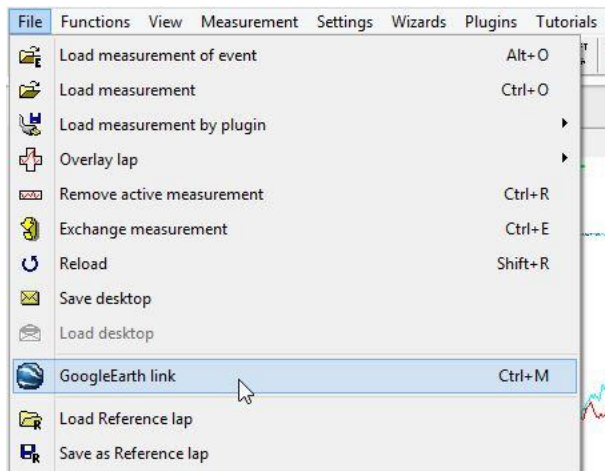 File Functions View Measurement Settings Wizards Plugins Tutorials
Load measurement of event Alt+O
Load measurement Ctrl+O
Load measurement by plugin
Overlay lap
Remove active measurement Ctrl+R
Exchange measurement Ctrl+E
Reload Shift+R
Save desktop
Load desktop
GoogleEarth link Ctrl+M
Load Reference lap
Save as Reference lap